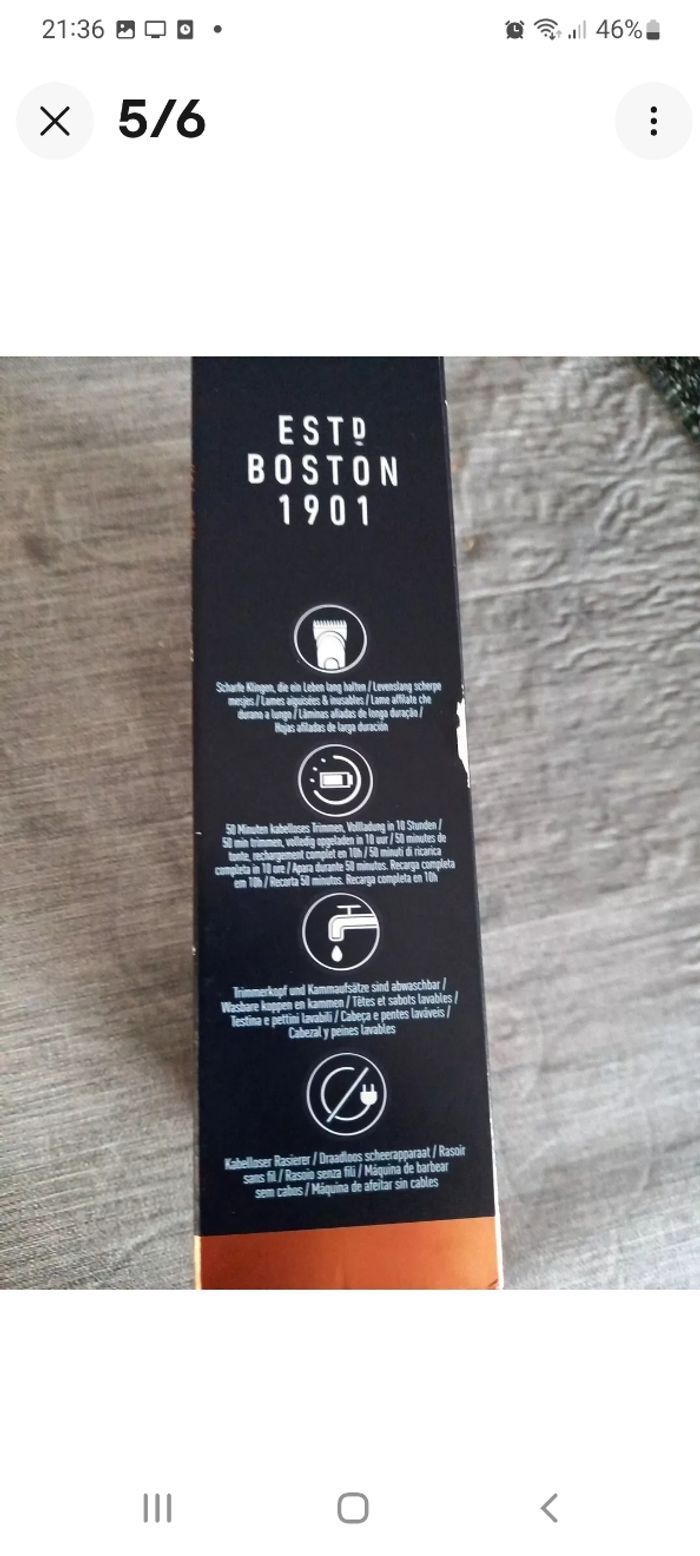 21:36
46%
5/6
ESTD
BOSTON
1901
Scharfe Klingen, die ein Leben lang halten / Levenslang scherpe
mesjes / Lames aiguisées & inusables / Lame affilate che
durano a lungo / Lâminas afiadas de longa duração /
Hojas afiladas de larga duración
50 Minuten kabelloses Trimmen, Vollladung in 10 Stunden /
50 min trimmen, volledig opgeladen in 10 uur / 50 minutes de
tonte, rechargement complet en 10h / 50 minuti di ricarica
completa in 10 ore / Apara durante 50 minutos. Recarga completa
em 10h / Recorta 50 minutos. Recarga completa en 10h
Trimmerkopf und Kammaufsätze sind abwaschbar /
Wasbare koppen en kammen / Têtes et sabots lavables /
Testina e pettini lavabili / Cabeça e pentes laváveis /
Cabezal y peines lavables
Kabelloser Rasierer / Draadloos scheerapparaat / Rasoir
sans fil / Rasoio senza fili / Máquina de barbear
sem cabos / Máquina de afeitar sin cables